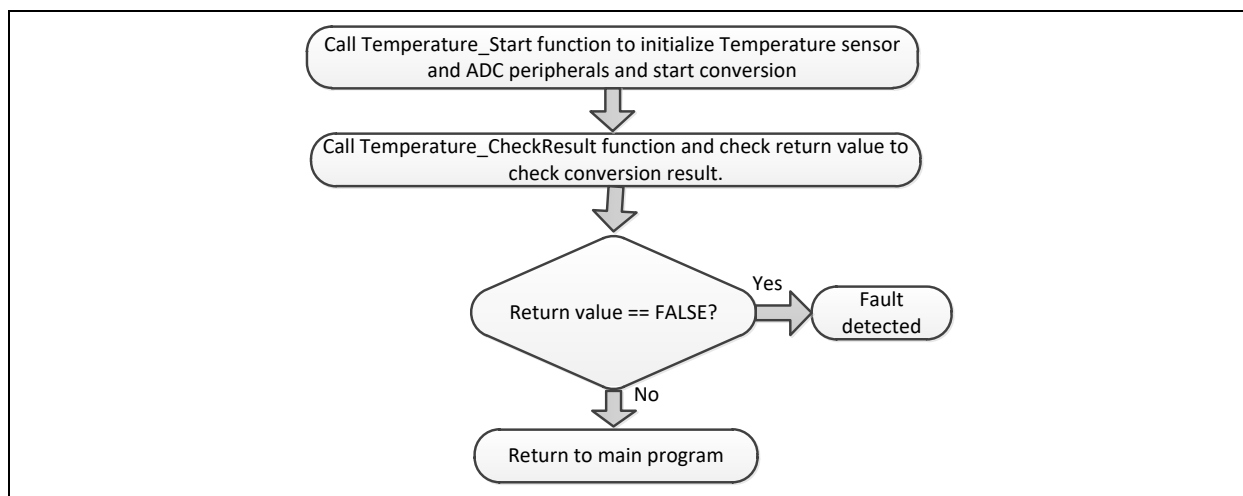 Call Temperature_Start function to initialize Temperature sensor
and ADC peripherals and start conversion
Call Temperature_CheckResult function and check return value to
check conversion result.
Return value == FALSE?
Yes
Fault
detected
No
Return to main program